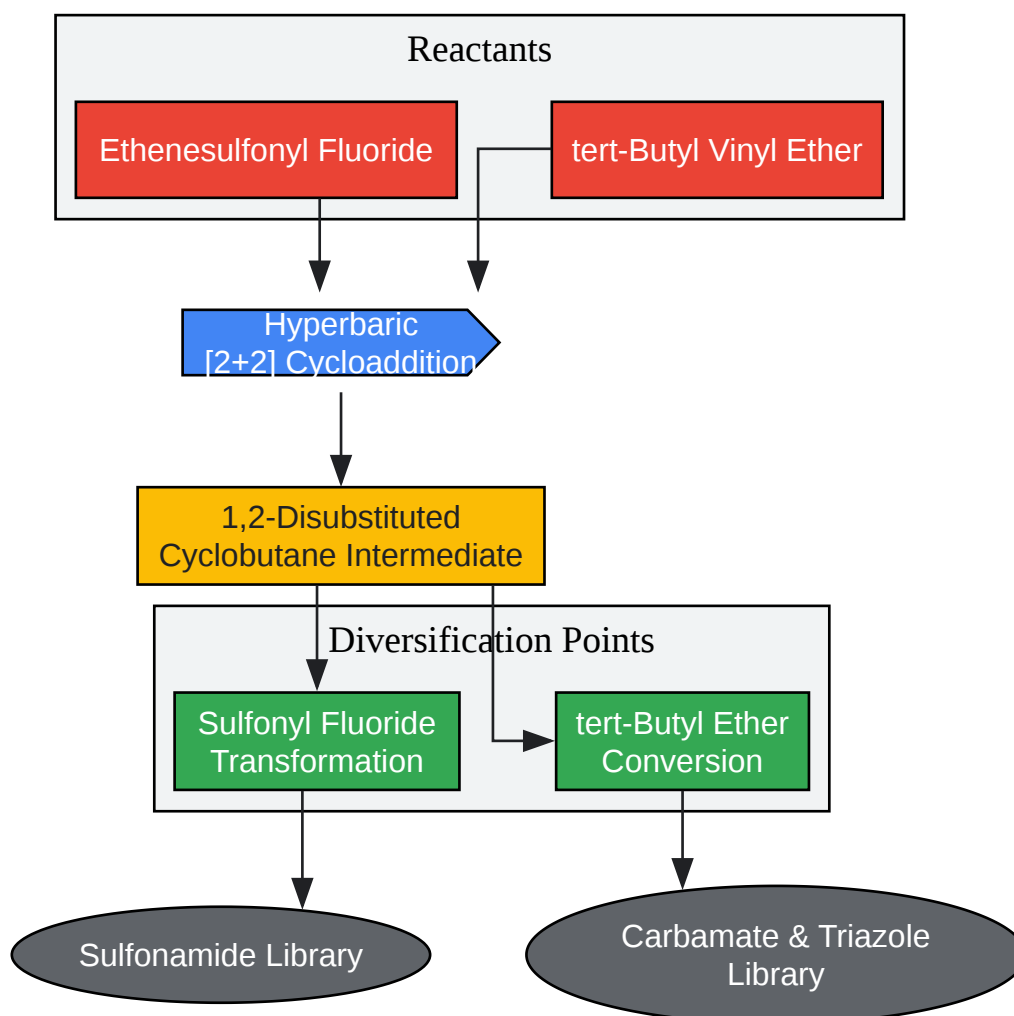 Reactants
Ethenesulfonyl Fluoride
tert-Butyl Vinyl Ether
Hyperbaric
[2+2] Cycloaddition
1,2-Disubstituted
Cyclobutane Intermediate
Diversification Points
Sulfonyl Fluoride
Transformation
tert-Butyl Ether
Conversion
Sulfonamide Library
Carbamate & Triazole
Library